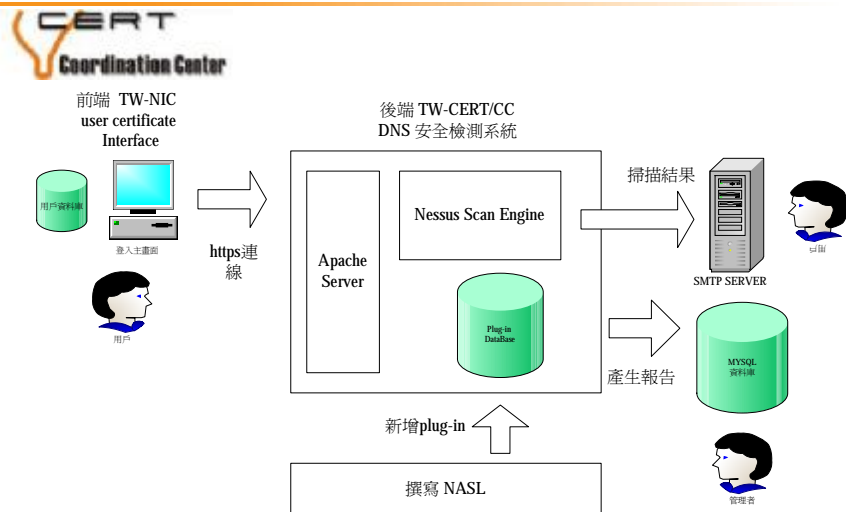 CERT
Coordination Center
前端 TW-NIC
user certificate
Interface
用戶資料庫
登入主畫面
用戶
https連
線
後端 TW-CERT/CC
DNS 安全檢測系統
Apache
Server
Nessus Scan Engine
Plug-in
DataBase
掃描結果
SMTP SERVER
產生報告
MYSQL
資料庫
管理者
新增plug-in
撰寫 NASL